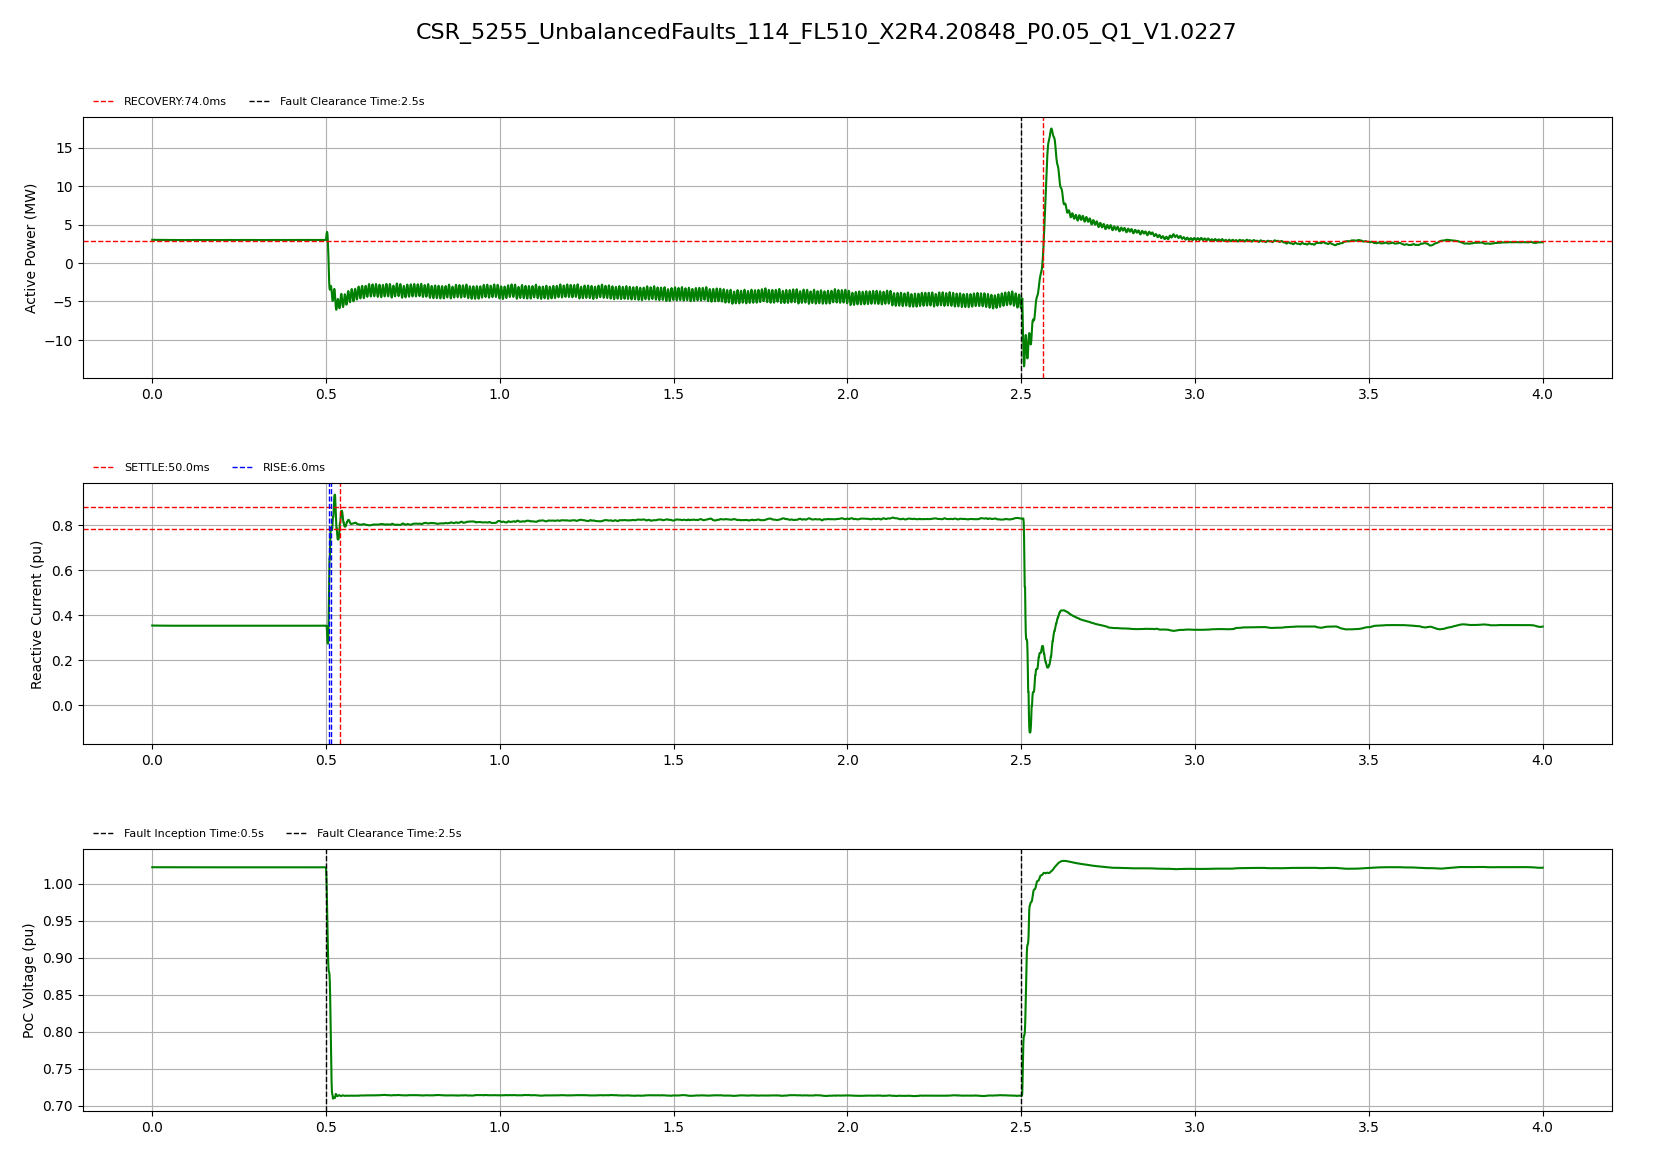 CSR_5255_UnbalancedFaults_114_FL510_X2R4.20848_P0.05_Q1_V1.0227
RECOVERY:74.0ms Fault Clearance Time:2.5s
Active Power (MW)
15
10
5
0
−5
−10
0.0 0.5 1.0 1.5 2.0 2.5 3.0 3.5 4.0
SETTLE:50.0ms RISE:6.0ms
Reactive Current (pu)
0.8
0.6
0.4
0.2
0.0
0.0 0.5 1.0 1.5 2.0 2.5 3.0 3.5 4.0
Fault Inception Time:0.5s Fault Clearance Time:2.5s
PoC Voltage (pu)
1.00
0.95
0.90
0.85
0.80
0.75
0.70
0.0 0.5 1.0 1.5 2.0 2.5 3.0 3.5 4.0